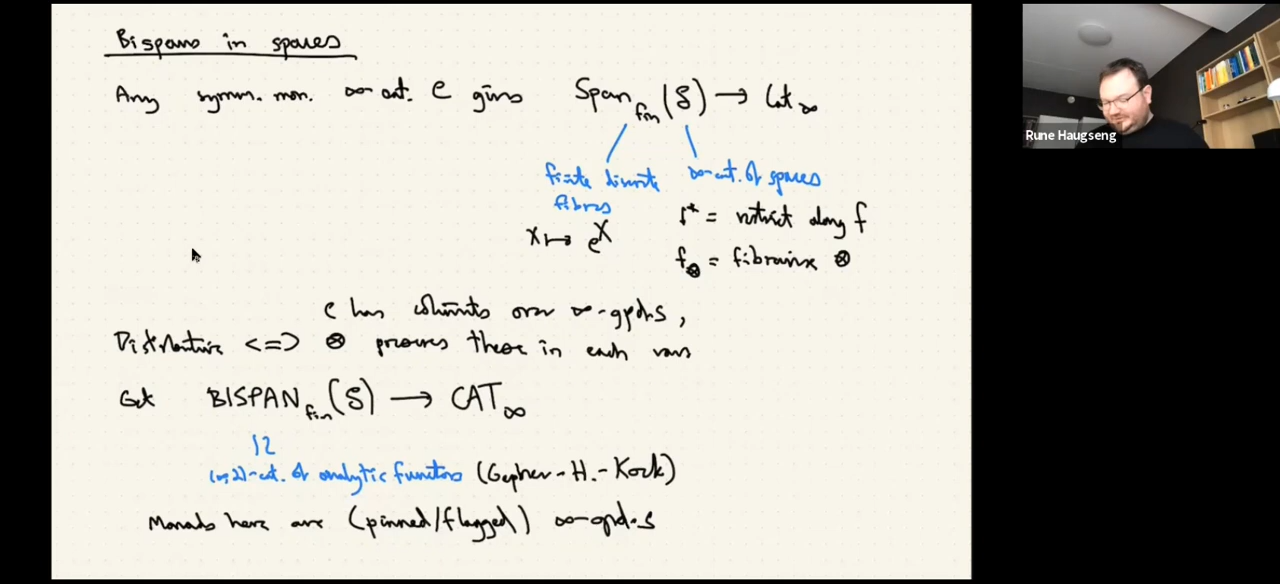 Bispans in spaces
Any symm. mon. ∞-cat. C gives Span_fin(S) → Cat_∞
finite discrete ∞-cat. of spaces
fibres
f* = restrict along f
X ↦ C^X
f_⊗ = fibrewise ⊗
C has colimits over ∞-gpds,
Distributive <=> ⊗ preserves these in each var.
Get BISPAN_fin(S) → CAT_∞
(∞,2)-cat. of analytic functors (Gepner-H.-Kock)
Monads here are (pinned/flagged) ∞-opds
Rune Haugseng